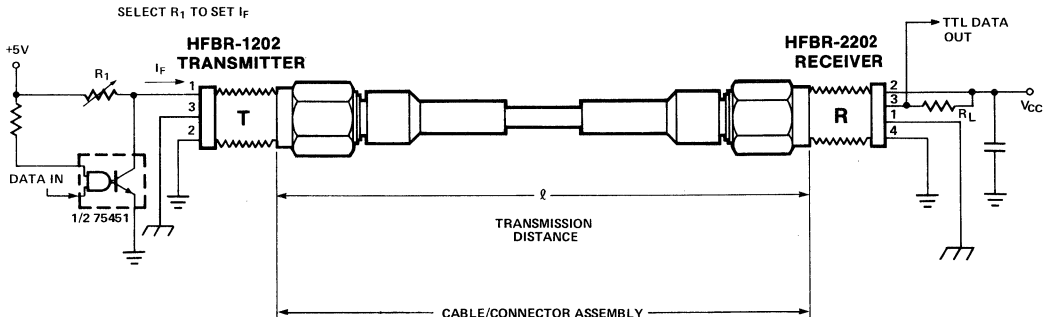 SELECT R1 TO SET IF
+5V
R1
IF
HFBR-1202
TRANSMITTER
1
3
2
T
DATA IN
1/2 75451
HFBR-2202
RECEIVER
R
2
3
1
4
RL
TTL DATA
OUT
VCC
ℓ
TRANSMISSION
DISTANCE
CABLE/CONNECTOR ASSEMBLY